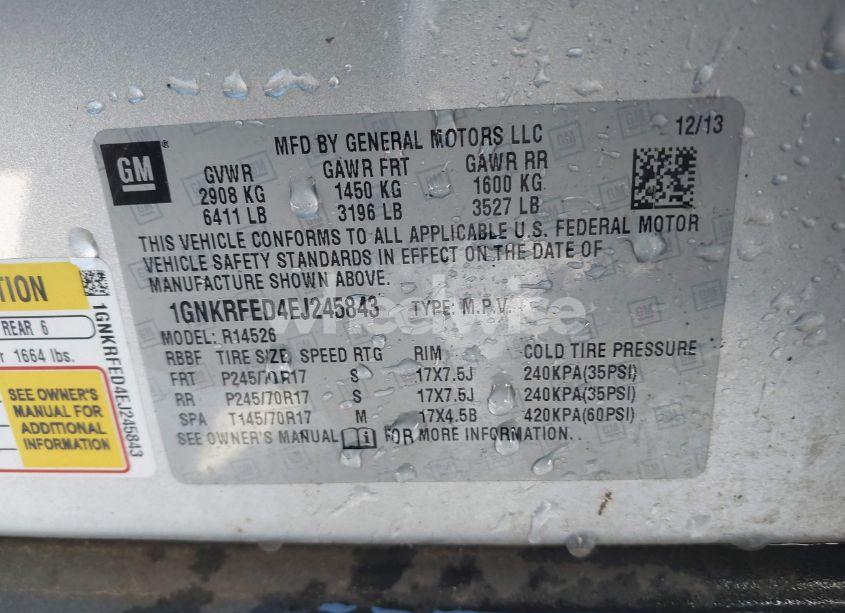 MFD BY GENERAL MOTORS LLC
12/13
GM
GVWR GAWR FRT GAWR RR
2908 KG 1450 KG 1600 KG
6411 LB 3196 LB 3527 LB
THIS VEHICLE CONFORMS TO ALL APPLICABLE U.S. FEDERAL MOTOR
VEHICLE SAFETY STANDARDS IN EFFECT ON THE DATE OF
MANUFACTURE SHOWN ABOVE.
1GNKRFED4EJ245843 TYPE: M.P.V.
MODEL: R14526
RBBF TIRE SIZE SPEED RTG RIM COLD TIRE PRESSURE
FRT P245/70R17 S 17X7.5J 240KPA(35PSI)
RR P245/70R17 S 17X7.5J 240KPA(35PSI)
SPA T145/70R17 M 17X4.5B 420KPA(60PSI)
SEE OWNER'S MANUAL FOR MORE INFORMATION.
REAR 6
1664 lbs.
SEE OWNER'S
MANUAL FOR
ADDITIONAL
INFORMATION
1GNKRFED4EJ245843